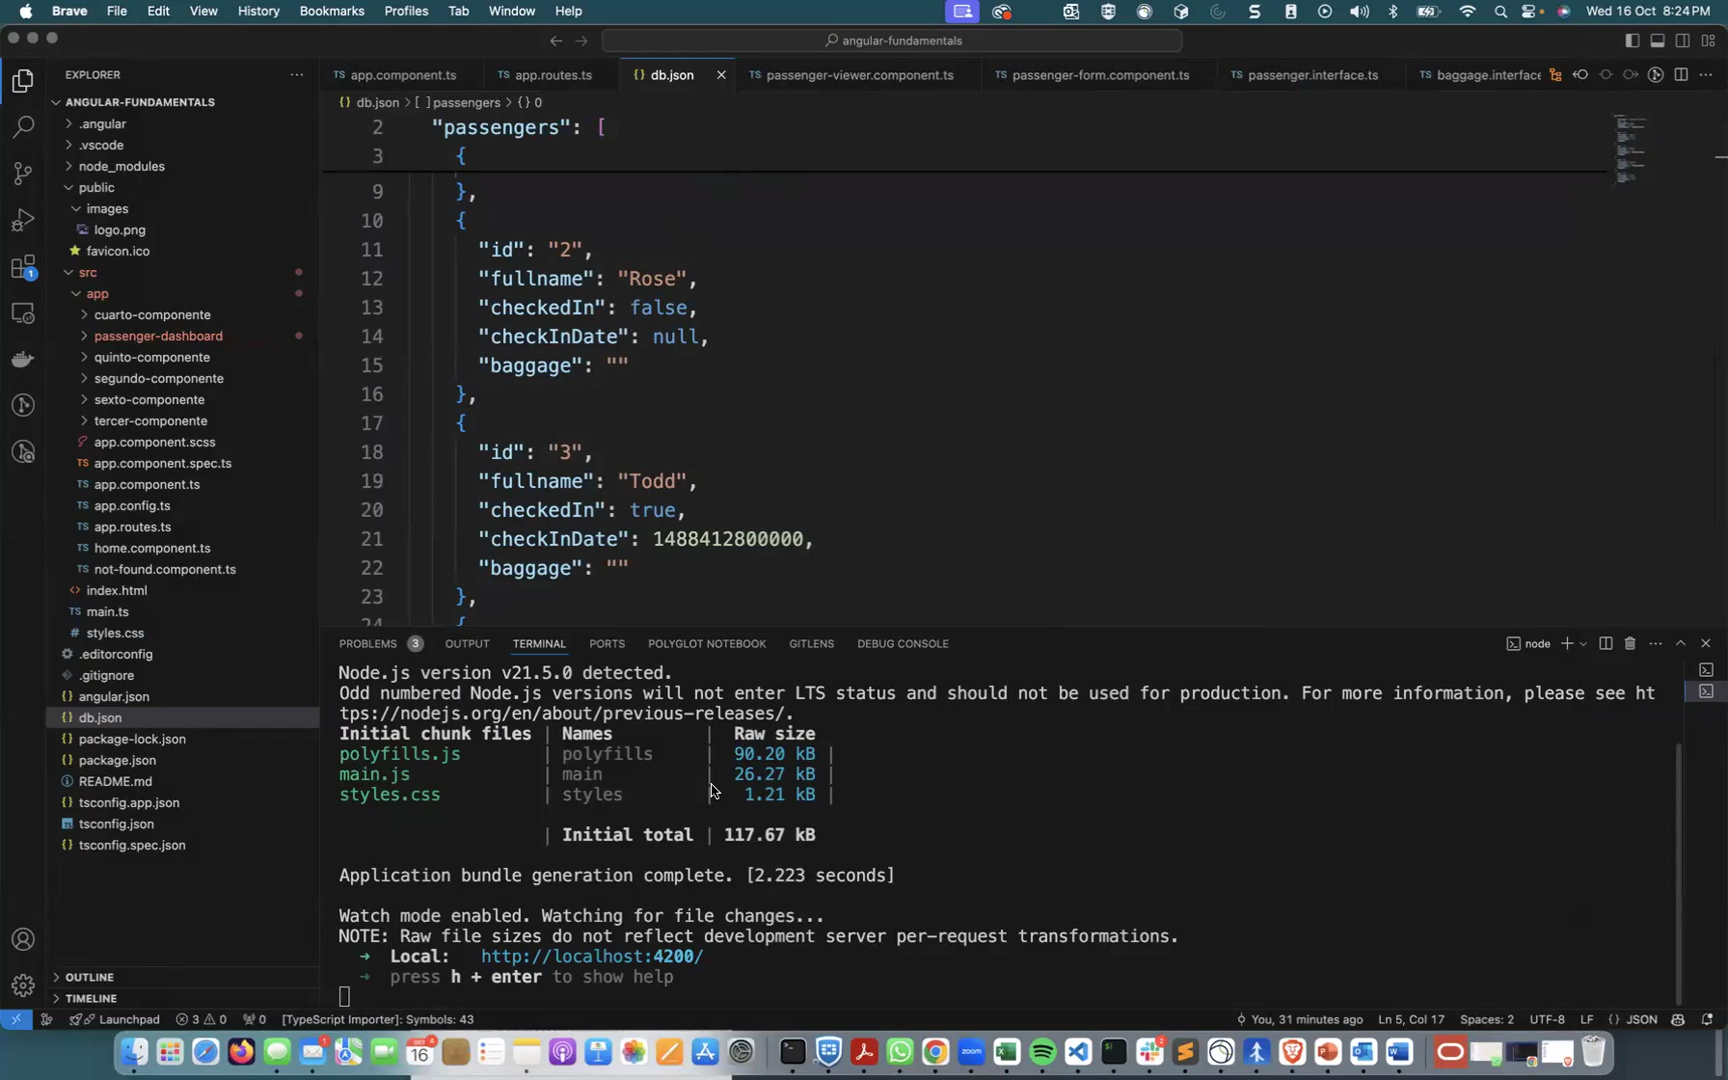 Brave File Edit View History Bookmarks Profiles Tab Window Help
Wed 16 Oct 8:24 PM
angular-fundamentals
EXPLORER
app.component.ts app.routes.ts db.json passenger-viewer.component.ts passenger-form.component.ts passenger.interface.ts baggage.interface
ANGULAR-FUNDAMENTALS
db.json > [ ] passengers > {} 0
.angular
.vscode
node_modules
public
images
logo.png
favicon.ico
src
app
cuarto-componente
passenger-dashboard
quinto-componente
segundo-componente
sexto-componente
tercer-componente
app.component.scss
app.component.spec.ts
app.component.ts
app.config.ts
app.routes.ts
home.component.ts
not-found.component.ts
index.html
main.ts
styles.css
.editorconfig
.gitignore
angular.json
db.json
package-lock.json
package.json
README.md
tsconfig.app.json
tsconfig.json
tsconfig.spec.json
OUTLINE
TIMELINE
2 "passengers": [
3 {
9 },
10 {
11 "id": "2",
12 "fullname": "Rose",
13 "checkedIn": false,
14 "checkInDate": null,
15 "baggage": ""
16 },
17 {
18 "id": "3",
19 "fullname": "Todd",
20 "checkedIn": true,
21 "checkInDate": 1488412800000,
22 "baggage": ""
23 },
24 {
PROBLEMS 3 OUTPUT TERMINAL PORTS POLYGLOT NOTEBOOK GITLENS DEBUG CONSOLE
node
Node.js version v21.5.0 detected.
Odd numbered Node.js versions will not enter LTS status and should not be used for production. For more information, please see ht
tps://nodejs.org/en/about/previous-releases/.
Initial chunk files | Names | Raw size
polyfills.js | polyfills | 90.20 kB |
main.js | main | 26.27 kB |
styles.css | styles | 1.21 kB |
| Initial total | 117.67 kB
Application bundle generation complete. [2.223 seconds]
Watch mode enabled. Watching for file changes...
NOTE: Raw file sizes do not reflect development server per-request transformations.
➜ Local: http://localhost:4200/
➜ press h + enter to show help
Launchpad 3 0 0 [TypeScript Importer]: Symbols: 43
You, 31 minutes ago Ln 5, Col 17 Spaces: 2 UTF-8 LF {} JSON